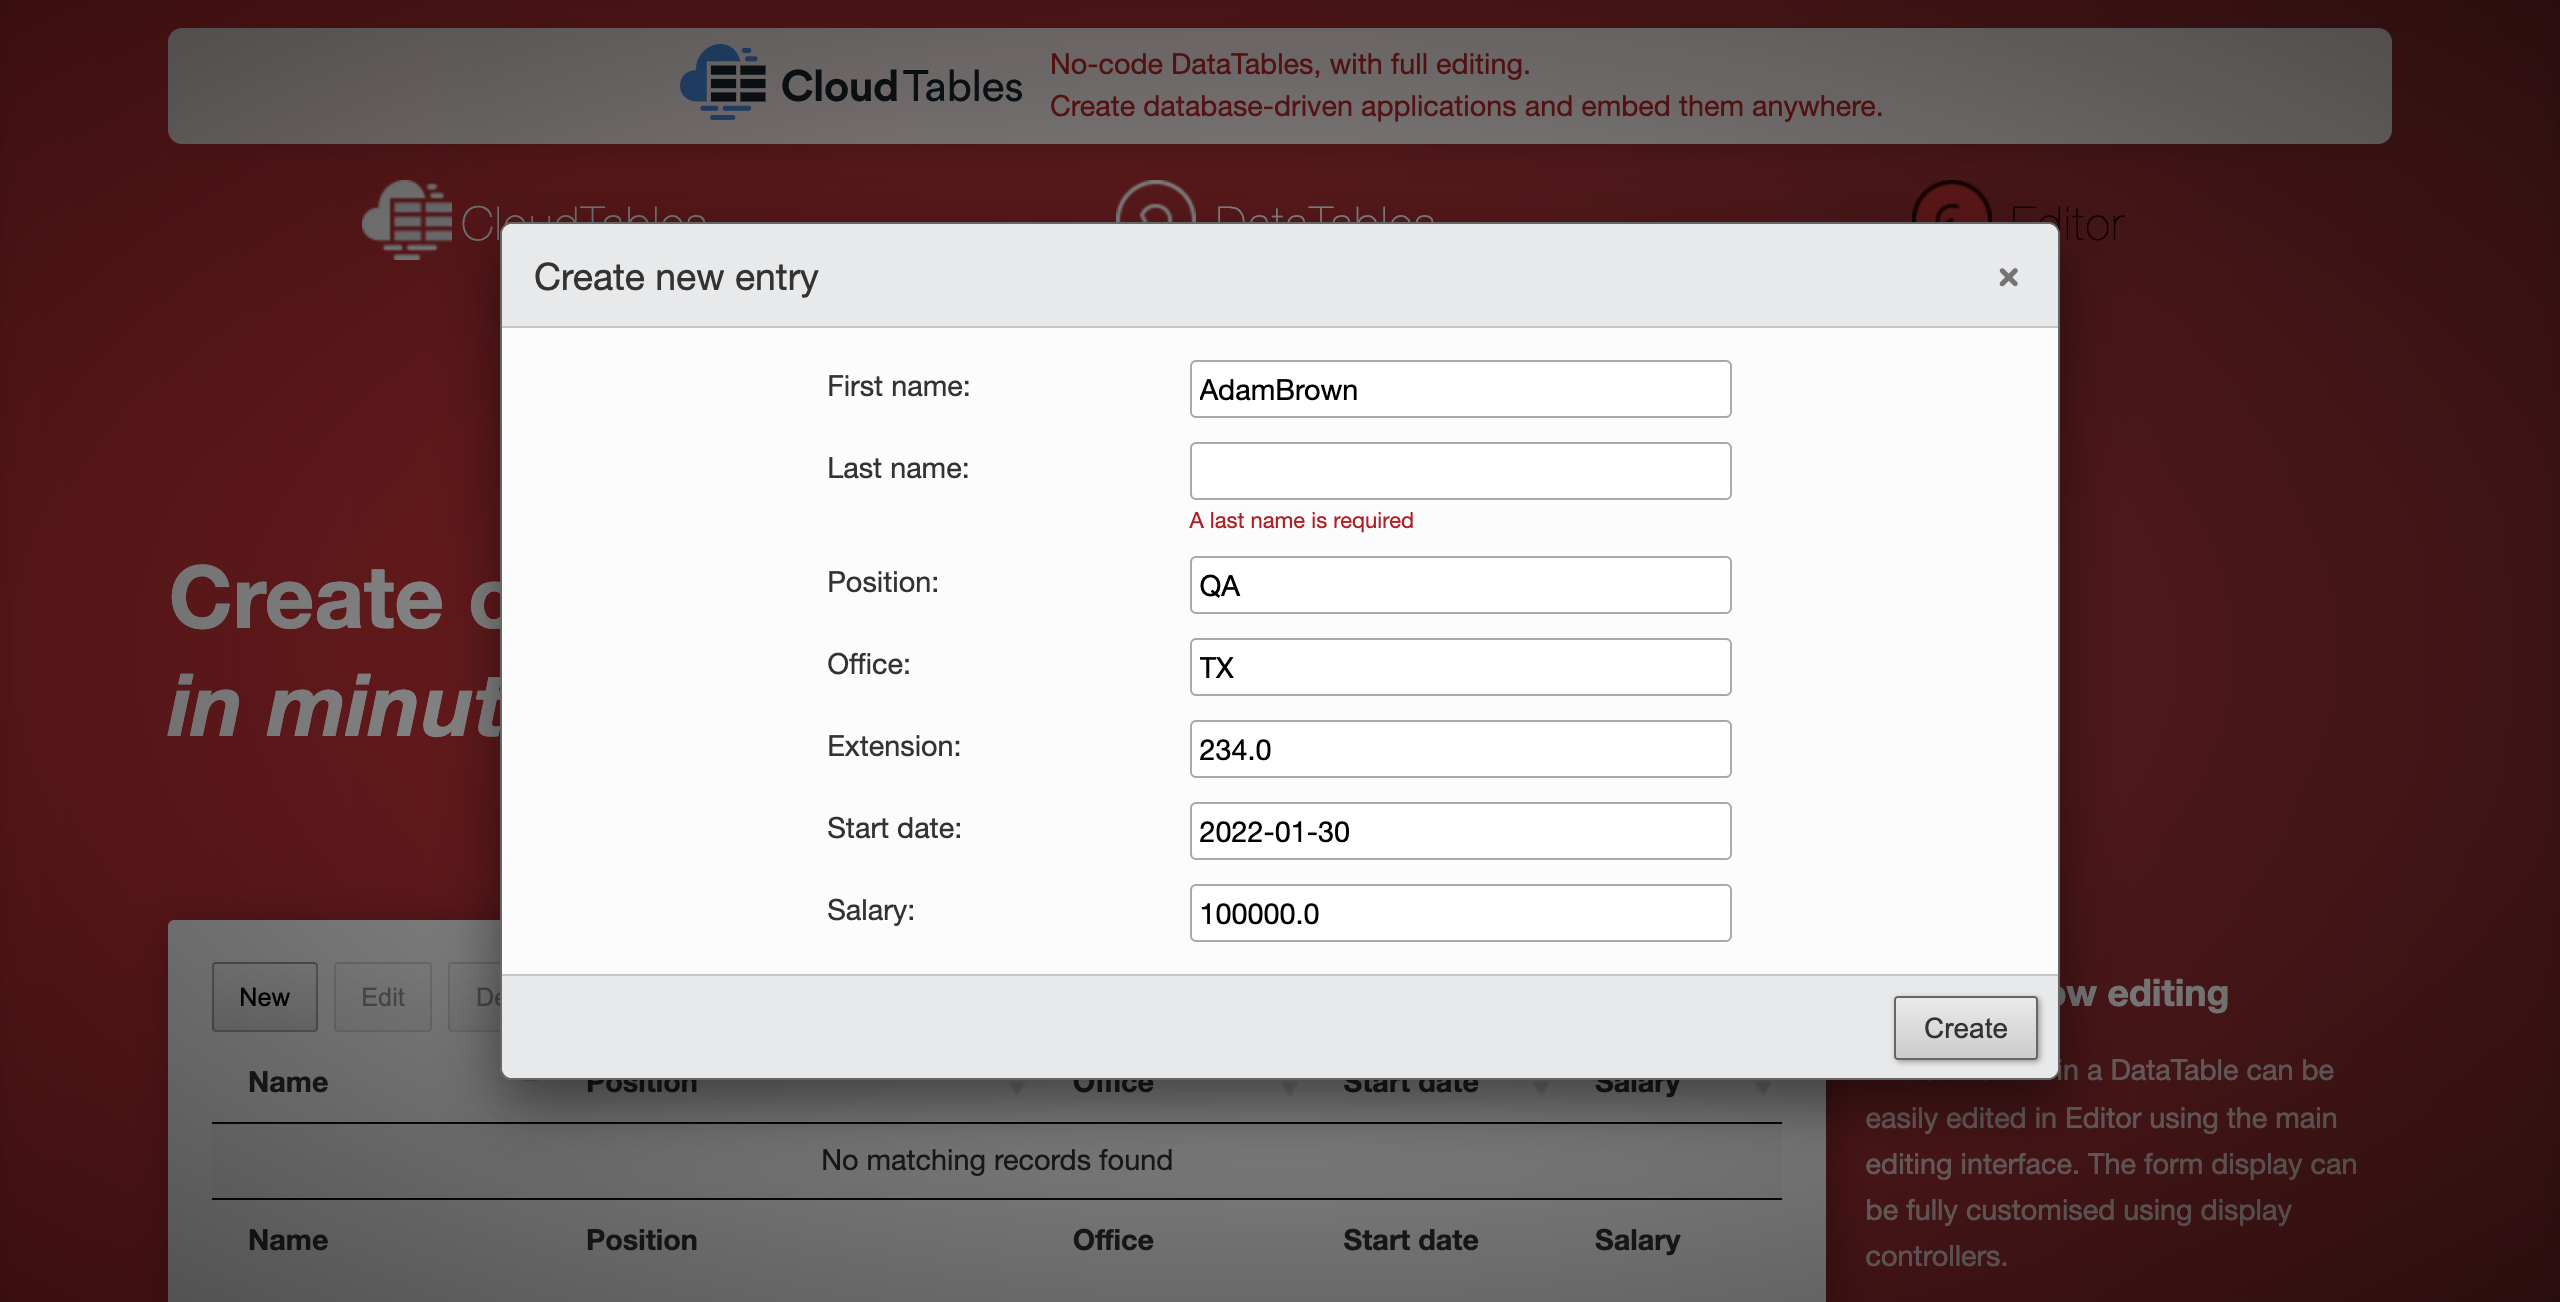 CloudTables
No-code DataTables, with full editing.
Create database-driven applications and embed them anywhere.
CloudTables
DataTables
Editor
Create new entry
×
First name:
AdamBrown
Last name:
A last name is required
Position:
QA
Office:
TX
Extension:
234.0
Start date:
2022-01-30
Salary:
100000.0
Create
Create
in minut
New
Edit
editing
Name Position Office Start date Salary
No matching records found
Name Position Office Start date Salary
in a DataTable can be
easily edited in Editor using the main
editing interface. The form display can
be fully customised using display
controllers.